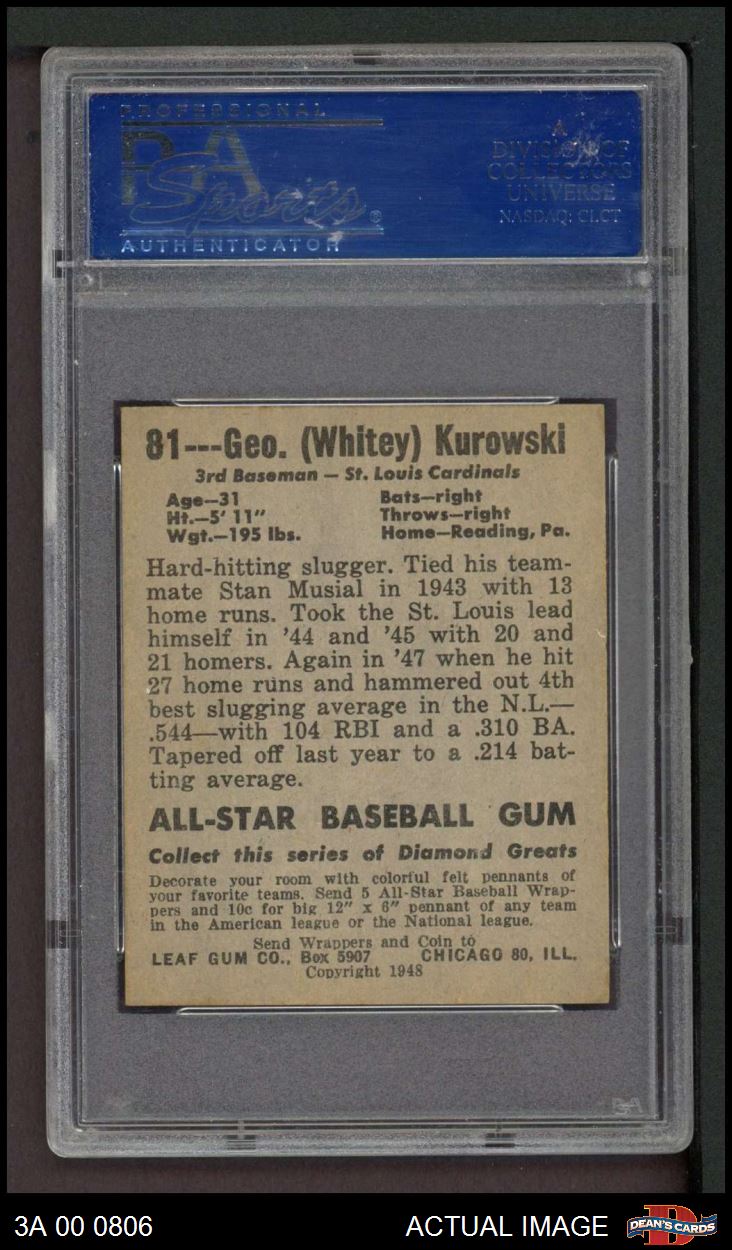 PROFESSIONAL
PSA
Sports®
AUTHENTICATOR
A
DIVISION OF
COLLECTORS
UNIVERSE
NASDAQ: CLCT
81---Geo. (Whitey) Kurowski
3rd Baseman — St. Louis Cardinals
Age—31 Bats—right
Ht.—5' 11" Throws—right
Wgt.—195 lbs. Home—Reading, Pa.
Hard-hitting slugger. Tied his team-
mate Stan Musial in 1943 with 13
home runs. Took the St. Louis lead
himself in '44 and '45 with 20 and
21 homers. Again in '47 when he hit
27 home runs and hammered out 4th
best slugging average in the N.L.—
.544—with 104 RBI and a .310 BA.
Tapered off last year to a .214 bat-
ting average.
ALL-STAR BASEBALL GUM
Collect this series of Diamond Greats
Decorate your room with colorful felt pennants of
your favorite teams. Send 5 All-Star Baseball Wrap-
pers and 10c for big 12" x 6" pennant of any team
in the American league or the National league.
Send Wrappers and Coin to
LEAF GUM CO., Box 5907 CHICAGO 80, ILL.
Copyright 1948
PSA
3A 00 0806 ACTUAL IMAGE DEAN'S CARDS